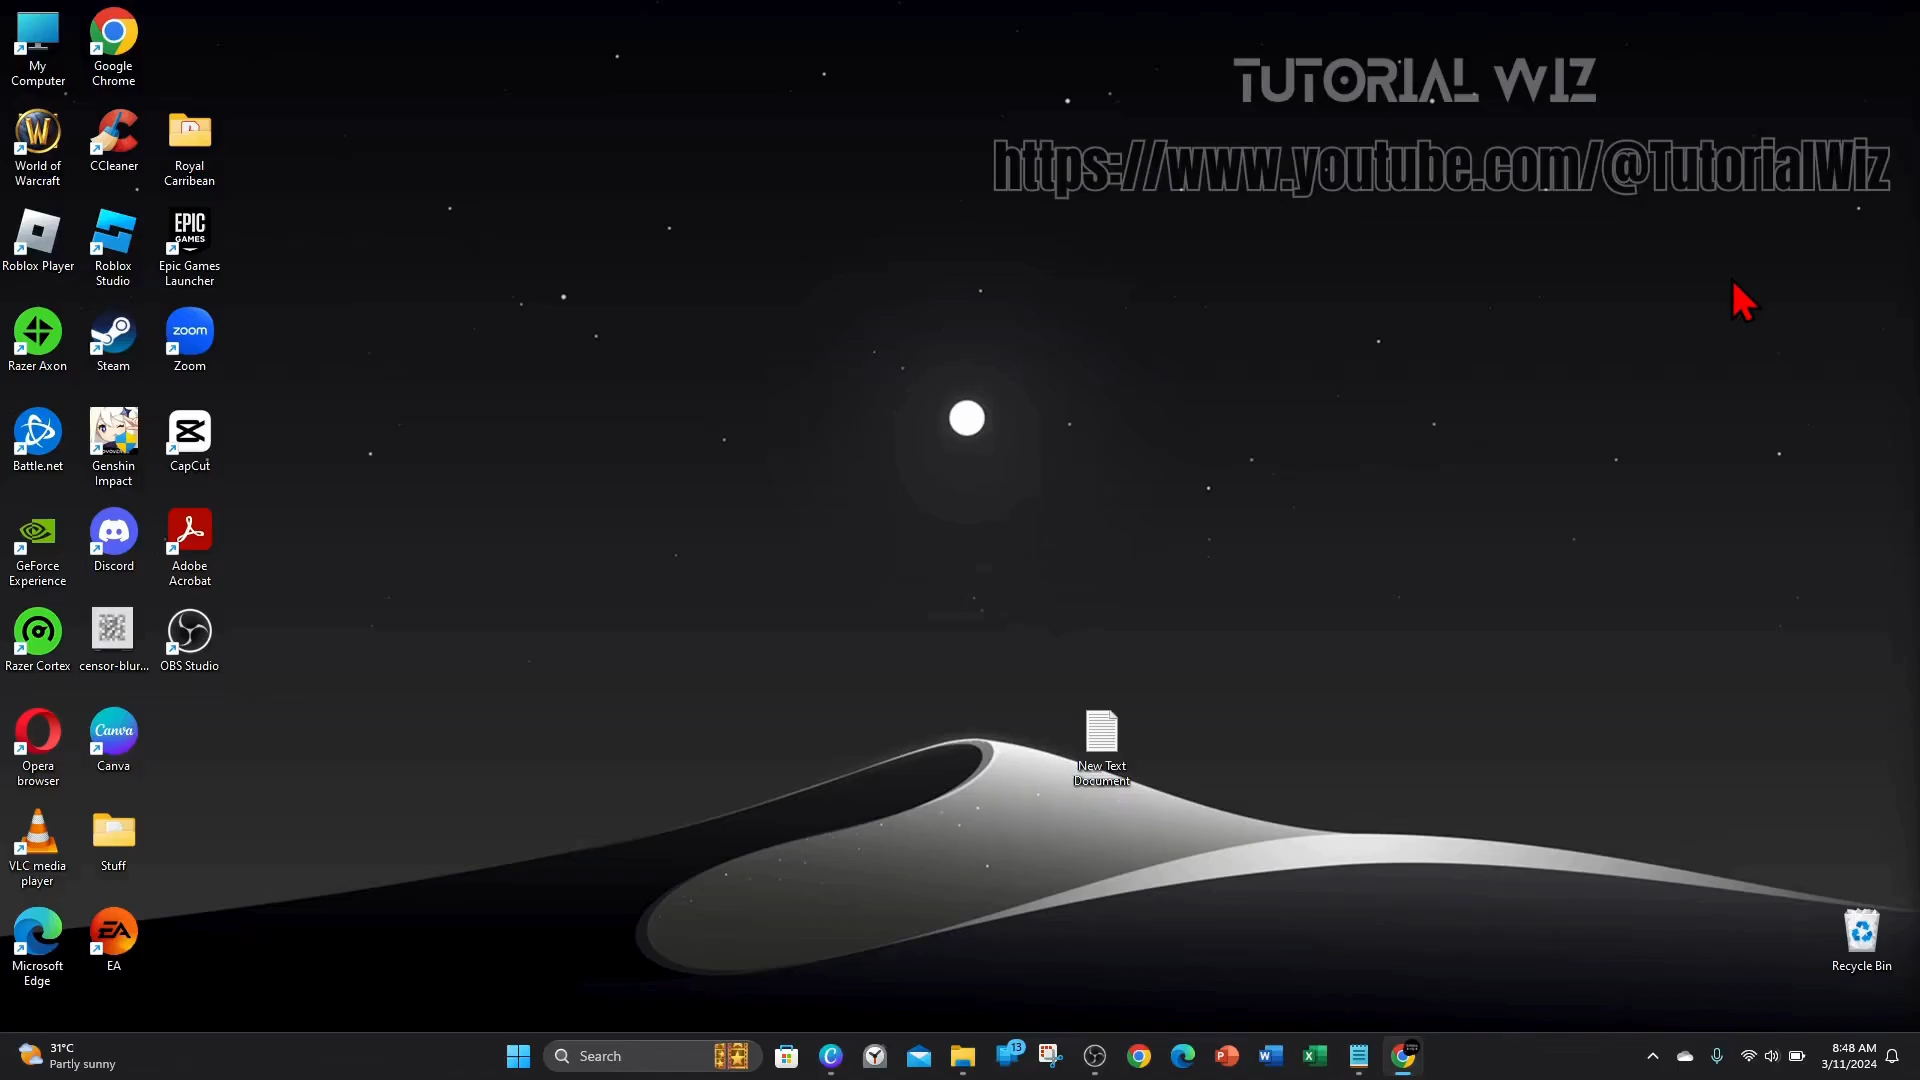 TUTORIAL WIZ
https://www.youtube.com/@TutorialWiz
My
Computer
Google
Chrome
W
World of
Warcraft
CCleaner
Royal
Carribean
Roblox Player
Roblox
Studio
EPIC
GAMES
Epic Games
Launcher
Razer Axon
Steam
zoom
Zoom
Battle.net
Genshin
Impact
CapCut
GeForce
Experience
Discord
Adobe
Acrobat
Razer Cortex
censor-blur...
OBS Studio
Opera
browser
Canva
Canva
New Text
Document
VLC media
player
Stuff
Microsoft
Edge
EA
EA
Recycle Bin
31°C
Partly sunny
Search
13
8:48 AM
3/11/2024